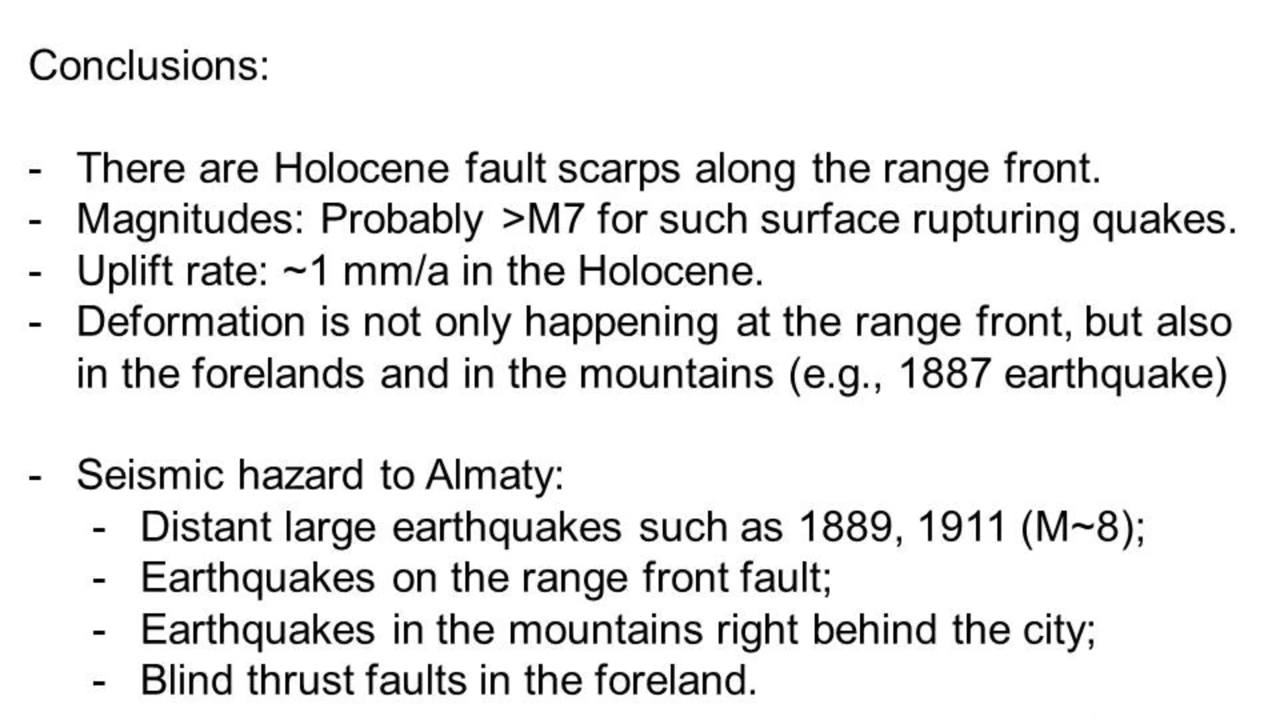 Conclusions:
- There are Holocene fault scarps along the range front.
- Magnitudes: Probably >M7 for such surface rupturing quakes.
- Uplift rate: ~1 mm/a in the Holocene.
- Deformation is not only happening at the range front, but also
in the forelands and in the mountains (e.g., 1887 earthquake)
- Seismic hazard to Almaty:
- Distant large earthquakes such as 1889, 1911 (M~8);
- Earthquakes on the range front fault;
- Earthquakes in the mountains right behind the city;
- Blind thrust faults in the foreland.